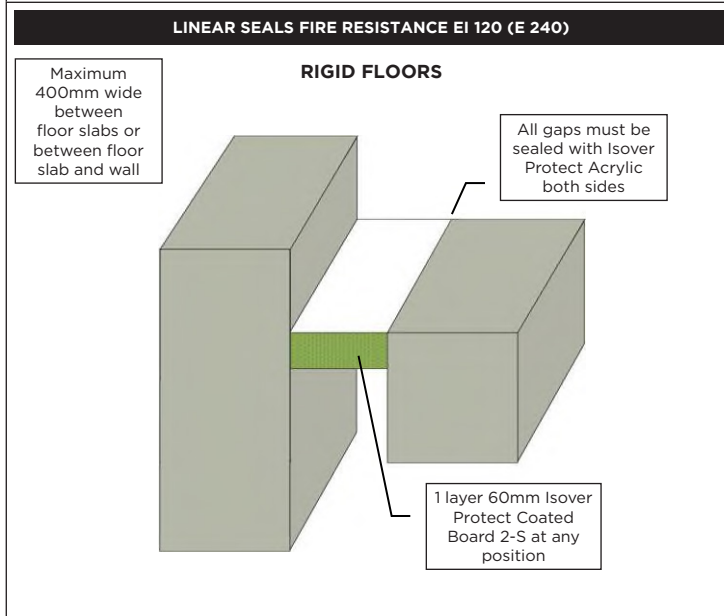 LINEAR SEALS FIRE RESISTANCE EI 120 (E 240)
RIGID FLOORS
Maximum
400mm wide
between
floor slabs or
between floor
slab and wall
All gaps must be
sealed with Isover
Protect Acrylic
both sides
1 layer 60mm Isover
Protect Coated
Board 2-S at any
position